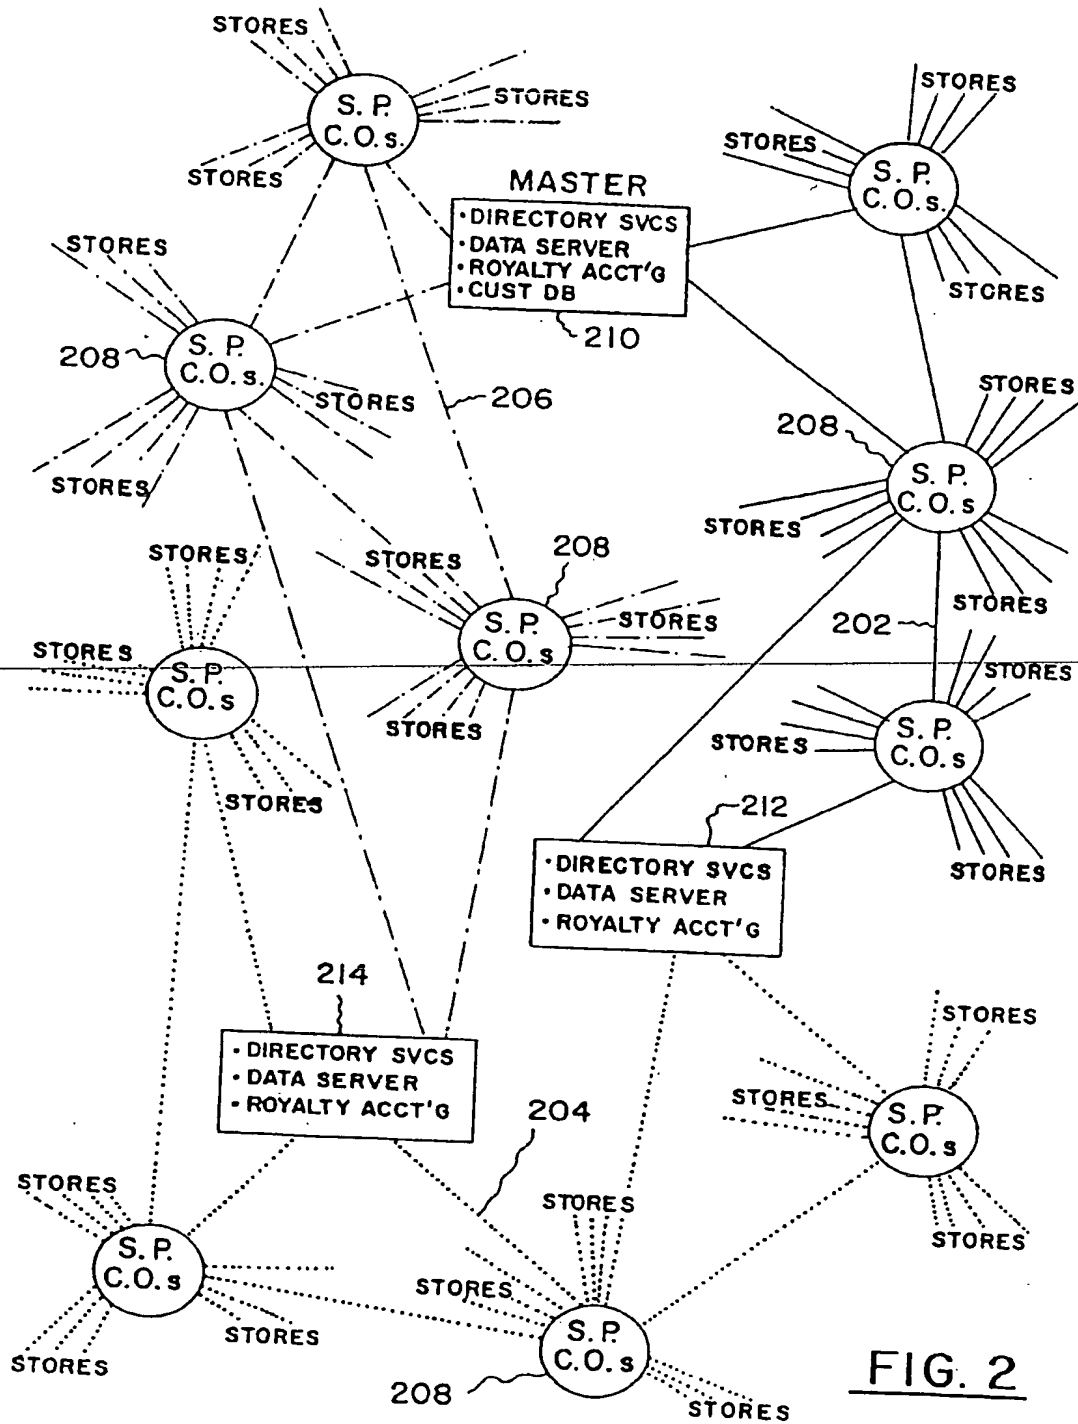 STORES
S. P.
C.O.s.
STORES
STORES
STORES
STORES
S. P.
C.O.s.
STORES
MASTER
• DIRECTORY SVCS
• DATA SERVER
• ROYALTY ACCT'G
• CUST DB
210
STORES
208
S. P.
C.O.s.
STORES
STORES
206
STORES
208
S. P.
C.O.s
STORES
STORES
STORES
STORES
208
S. P.
C.O.s
STORES
STORES
STORES
S. P.
C.O.s
STORES
202
STORES
STORES
S. P.
C.O.s
STORES
212
• DIRECTORY SVCS
• DATA SERVER
• ROYALTY ACCT'G
214
• DIRECTORY SVCS
• DATA SERVER
• ROYALTY ACCT'G
204
STORES
STORES
S. P.
C.O.s
STORES
STORES
S. P.
C.O.s
STORES
STORES
STORES
STORES
S. P.
C.O.s
208
STORES
FIG. 2